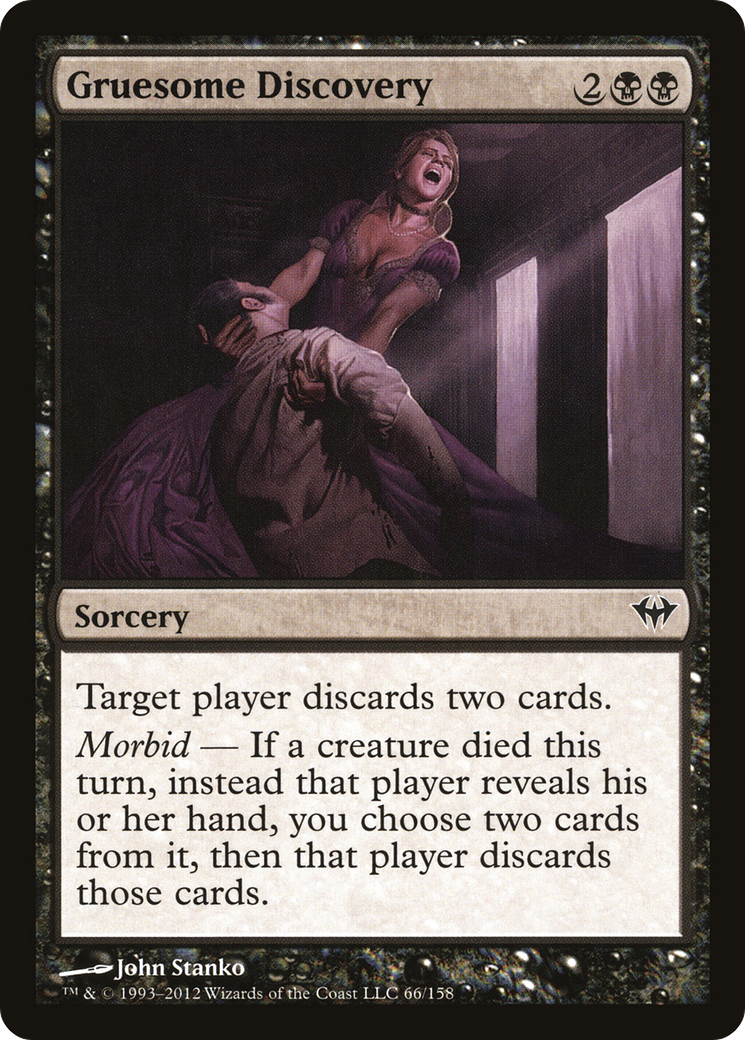 Gruesome Discovery 2
Sorcery
Target player discards two cards.
Morbid — If a creature died this
turn, instead that player reveals his
or her hand, you choose two cards
from it, then that player discards
those cards.
John Stanko
™ & © 1993–2012 Wizards of the Coast LLC 66/158